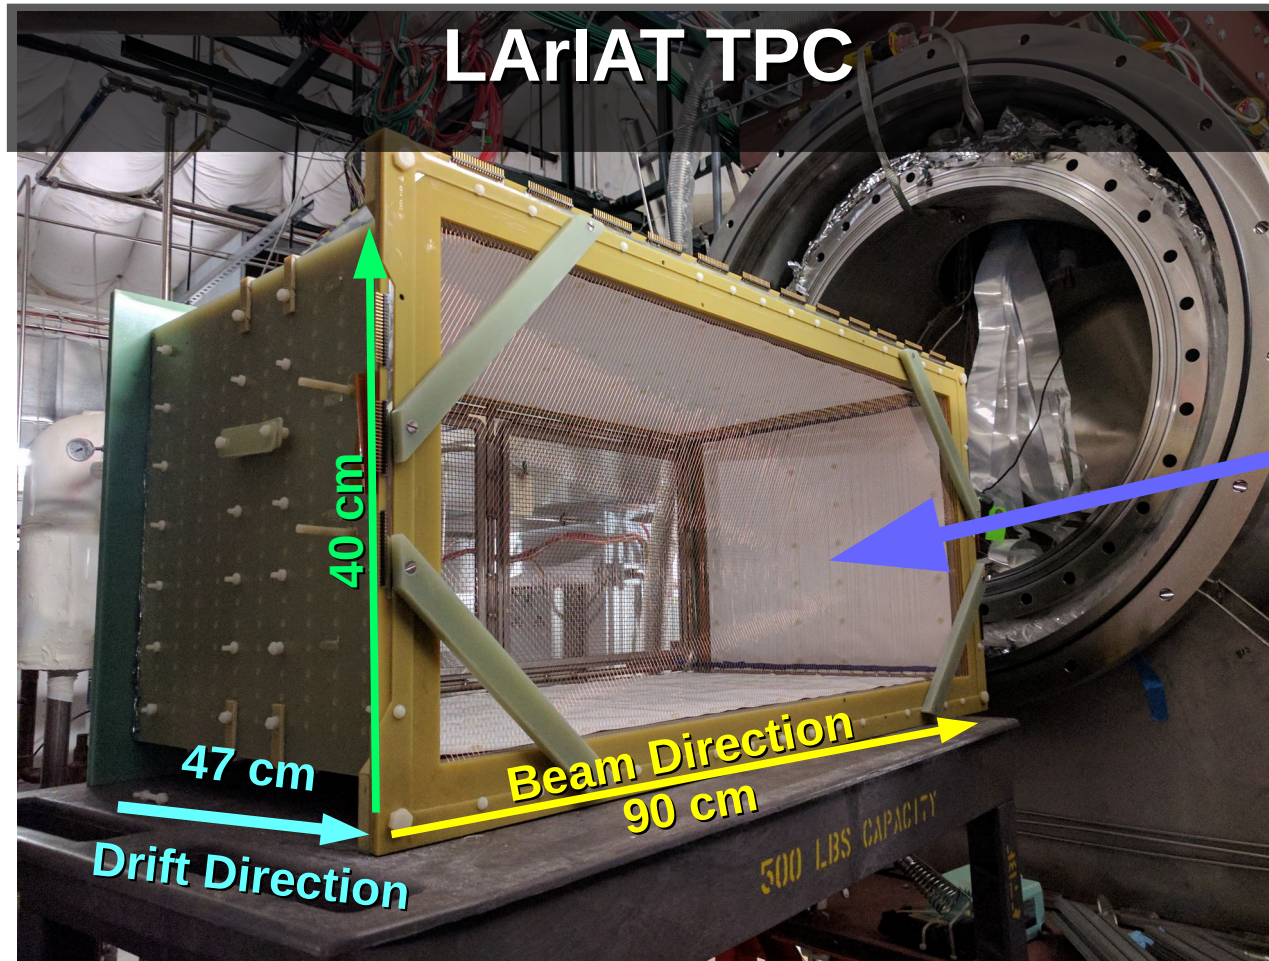 LArIAT TPC
40 cm
47 cm
Drift Direction
Beam Direction
90 cm
500 LBS CAPACITY